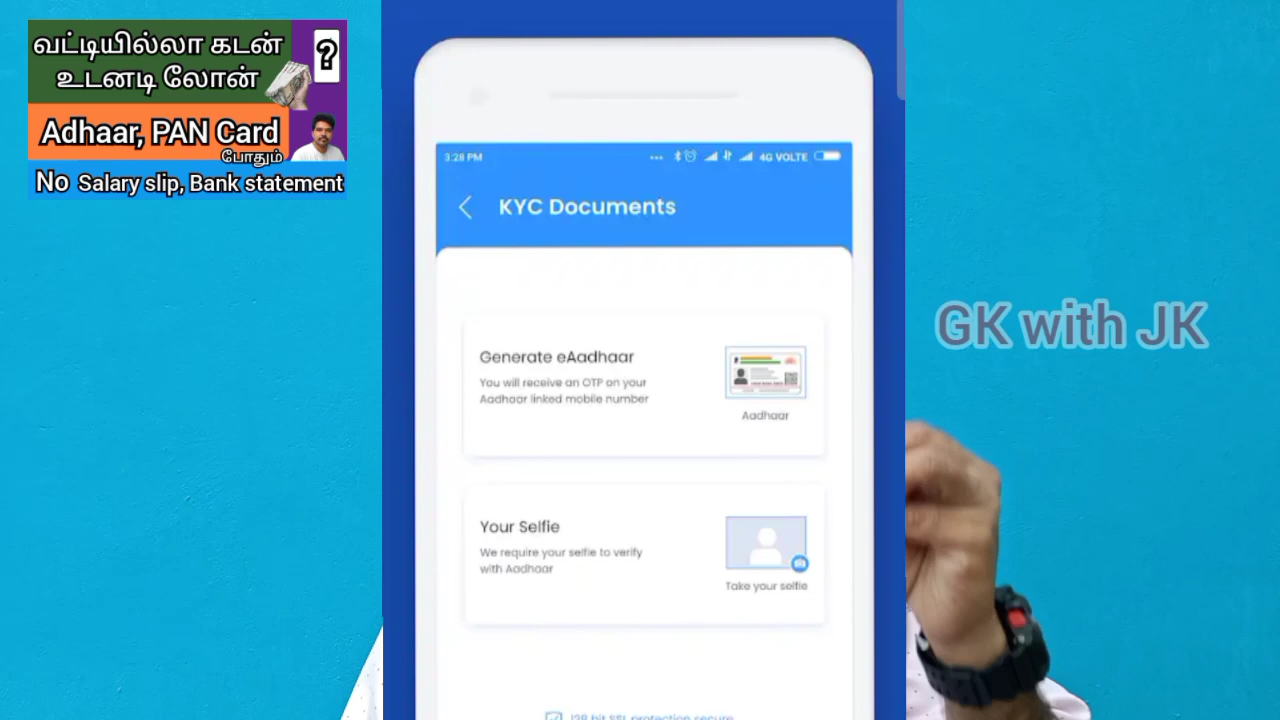 வட்டியில்லா கடன்
உடனடி லோன்
?
Adhaar, PAN Card
போதும்
No Salary slip, Bank statement
3:28 PM
4G VOLTE
KYC Documents
Generate eAadhaar
You will receive an OTP on your
Aadhaar linked mobile number
Aadhaar
Your Selfie
We require your selfie to verify
with Aadhaar
Take your selfie
128 bit SSL protection secure
GK with JK